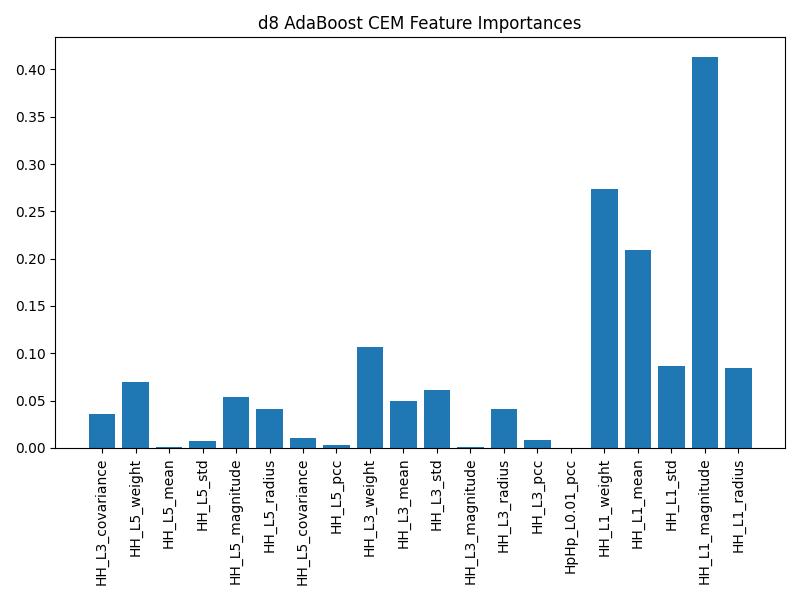 d8 AdaBoost CEM Feature Importances
0.40
0.35
0.30
0.25
0.20
0.15
0.10
0.05
0.00
HH_L3_covariance
HH_L5_weight
HH_L5_mean
HH_L5_std
HH_L5_magnitude
HH_L5_radius
HH_L5_covariance
HH_L5_pcc
HH_L3_weight
HH_L3_mean
HH_L3_std
HH_L3_magnitude
HH_L3_radius
HH_L3_pcc
HpHp_L0.01_pcc
HH_L1_weight
HH_L1_mean
HH_L1_std
HH_L1_magnitude
HH_L1_radius